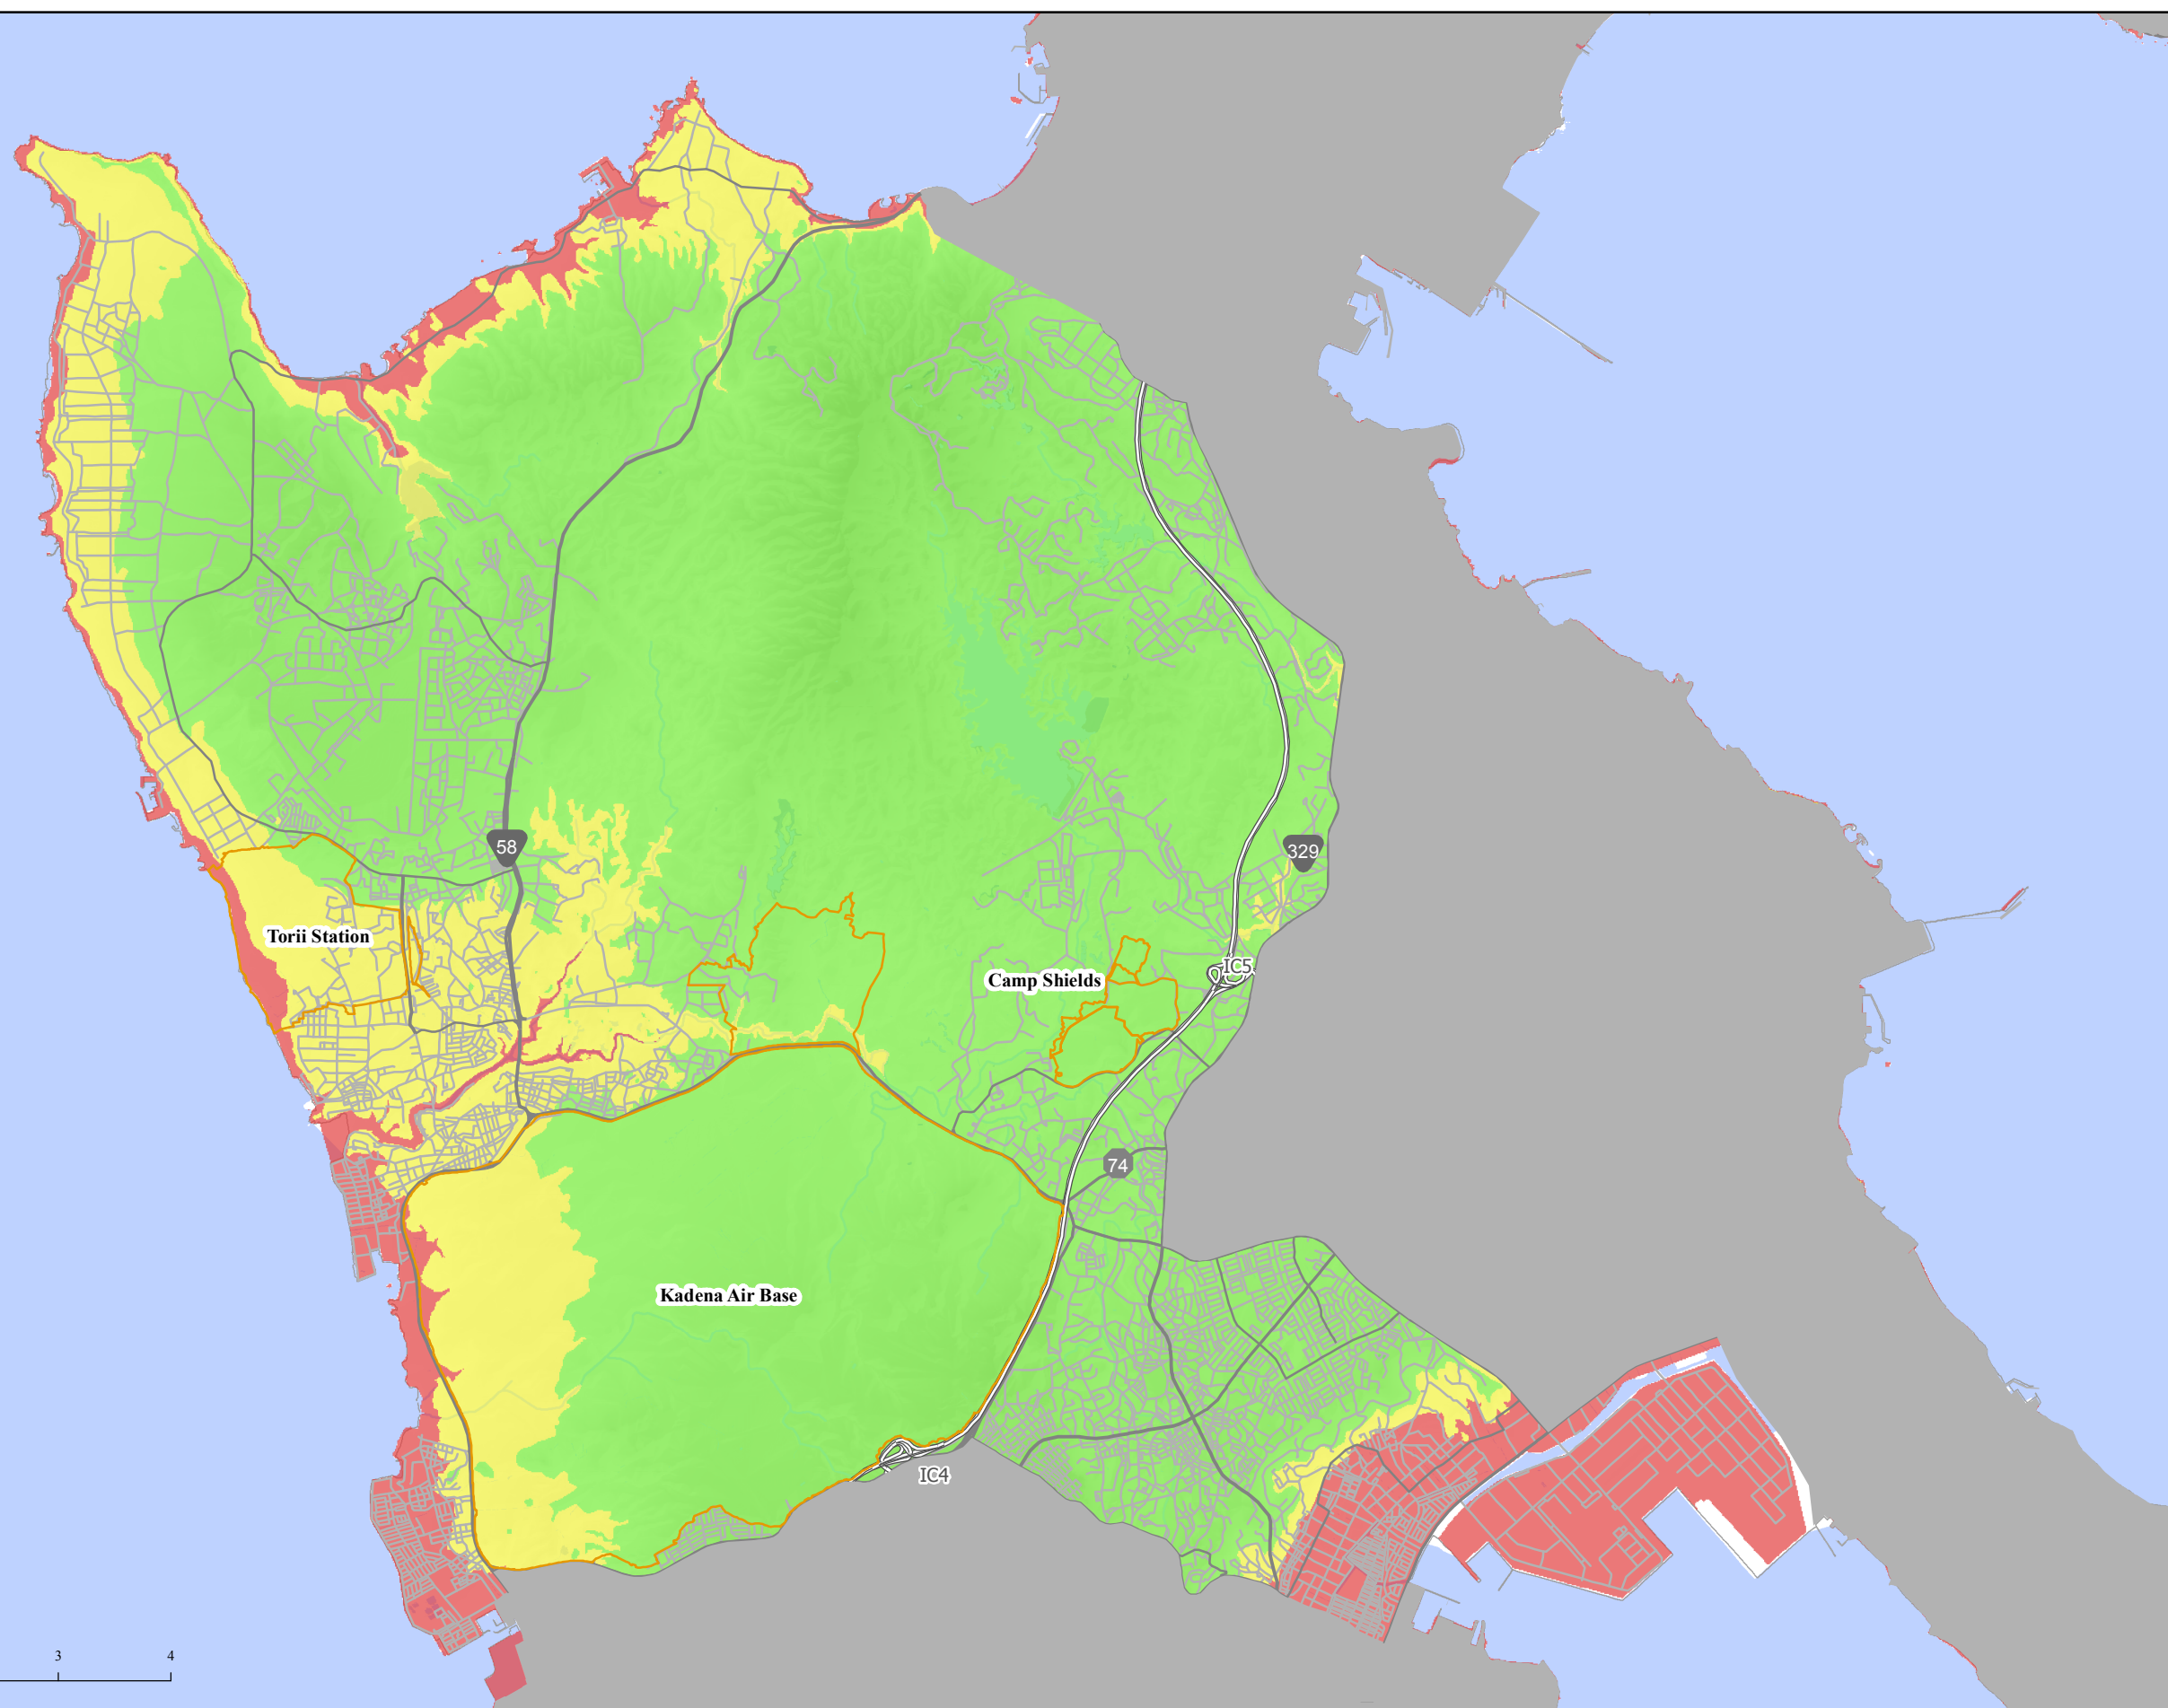 58
329
Torii Station
IC5
Camp Shields
74
Kadena Air Base
IC4
3 4